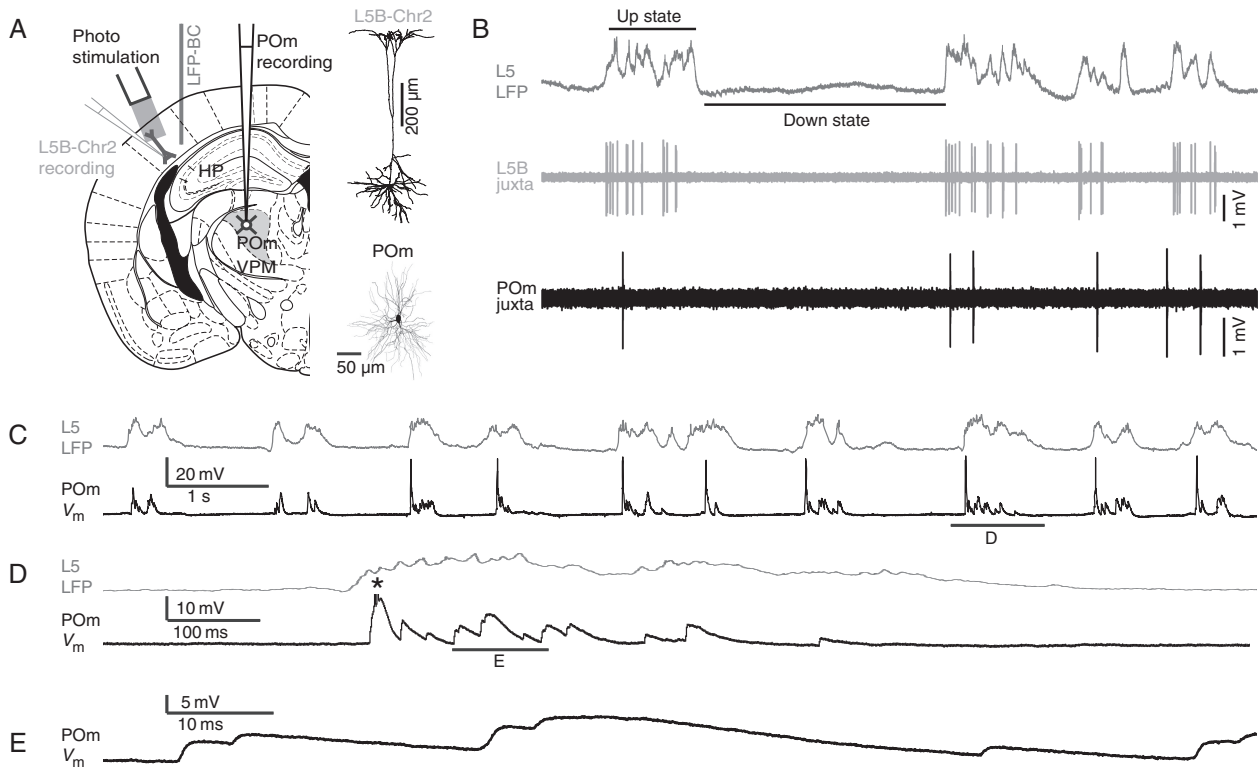 A
Photo
stimulation
LFP-BC
POm
recording
L5B-Chr2
recording
HP
POm
VPM
L5B-Chr2
200 µm
POm
50 µm
B
Up state
L5
LFP
Down state
L5B
juxta
1 mV
POm
juxta
1 mV
C
L5
LFP
20 mV
1 s
POm
Vm
D
D
L5
LFP
*
10 mV
100 ms
POm
Vm
E
5 mV
10 ms
E
POm
Vm